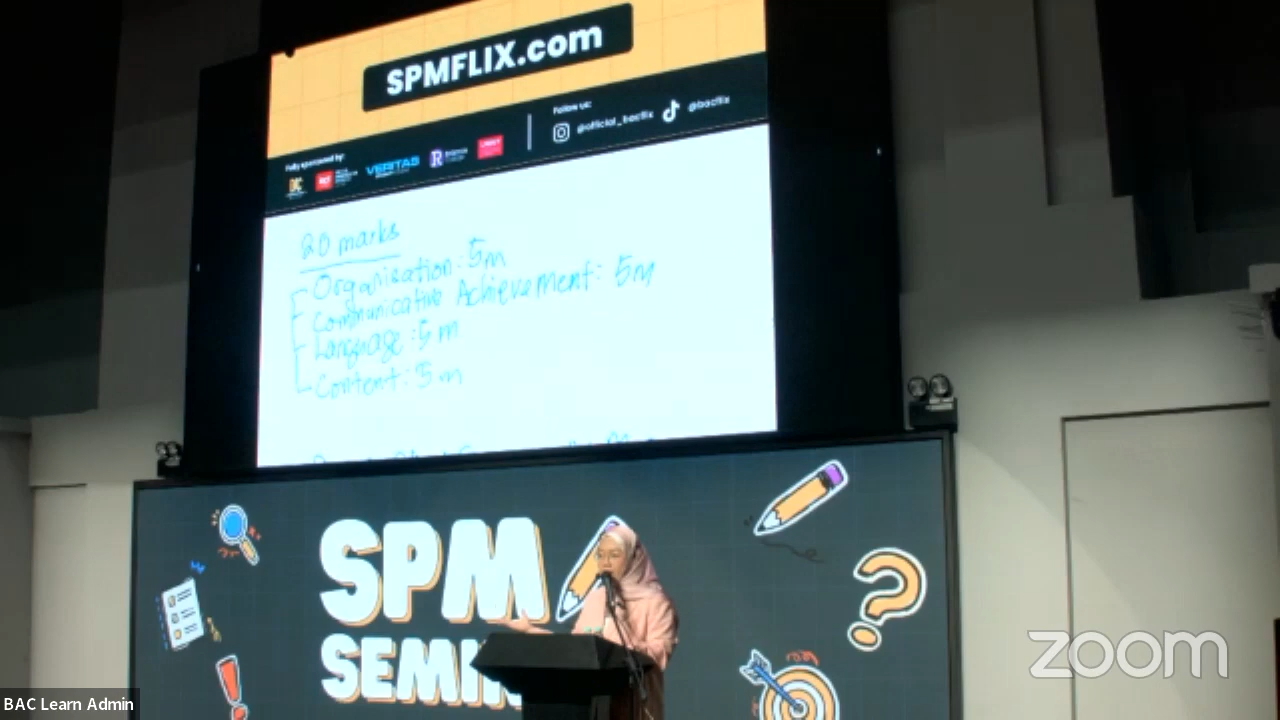 SPMFLIX.com
Follow us:
@official_bacflix @bacflix
Fully sponsored by:
VERITAS
20 marks
Organisation : 5m
Communicative Achievement : 5m
Language : 5m
Content : 5m
SPM
SEMIN
zoom
BAC Learn Admin